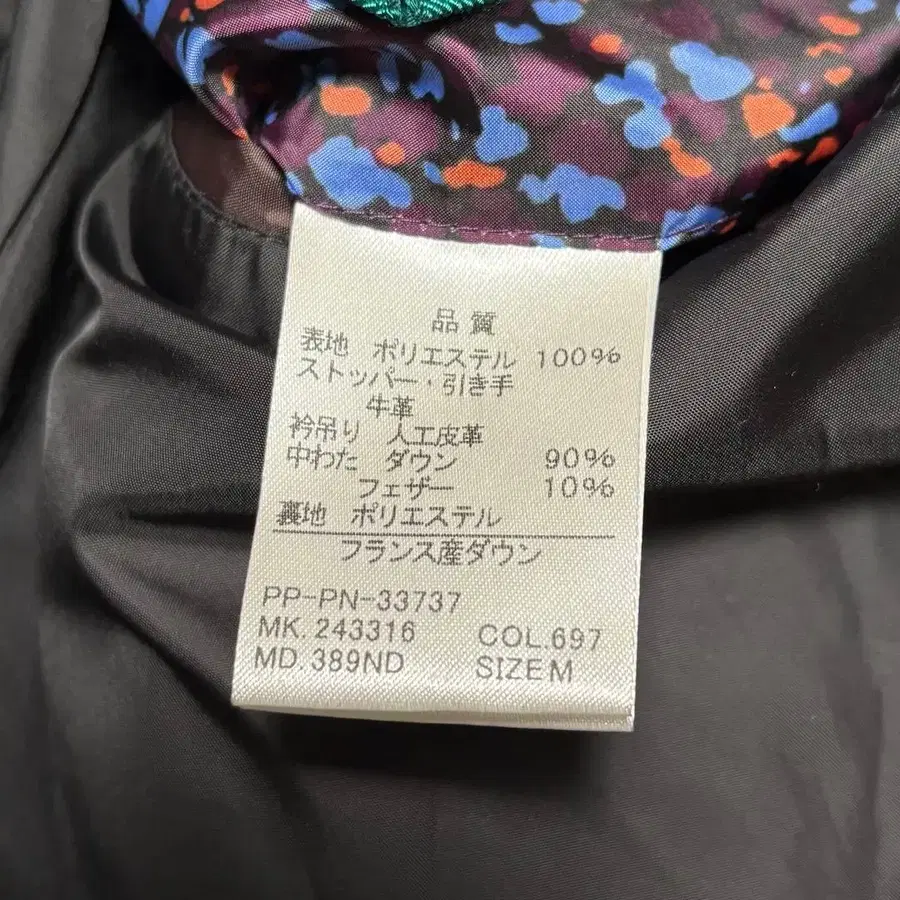 品質
表地 ポリエステル 100%
ストッパー・引き手
牛革
衿吊り 人工皮革
中わた ダウン 90%
フェザー 10%
裏地 ポリエステル
フランス産ダウン
PP-PN-33737
MK. 243316 COL.697
MD. 389ND SIZE M